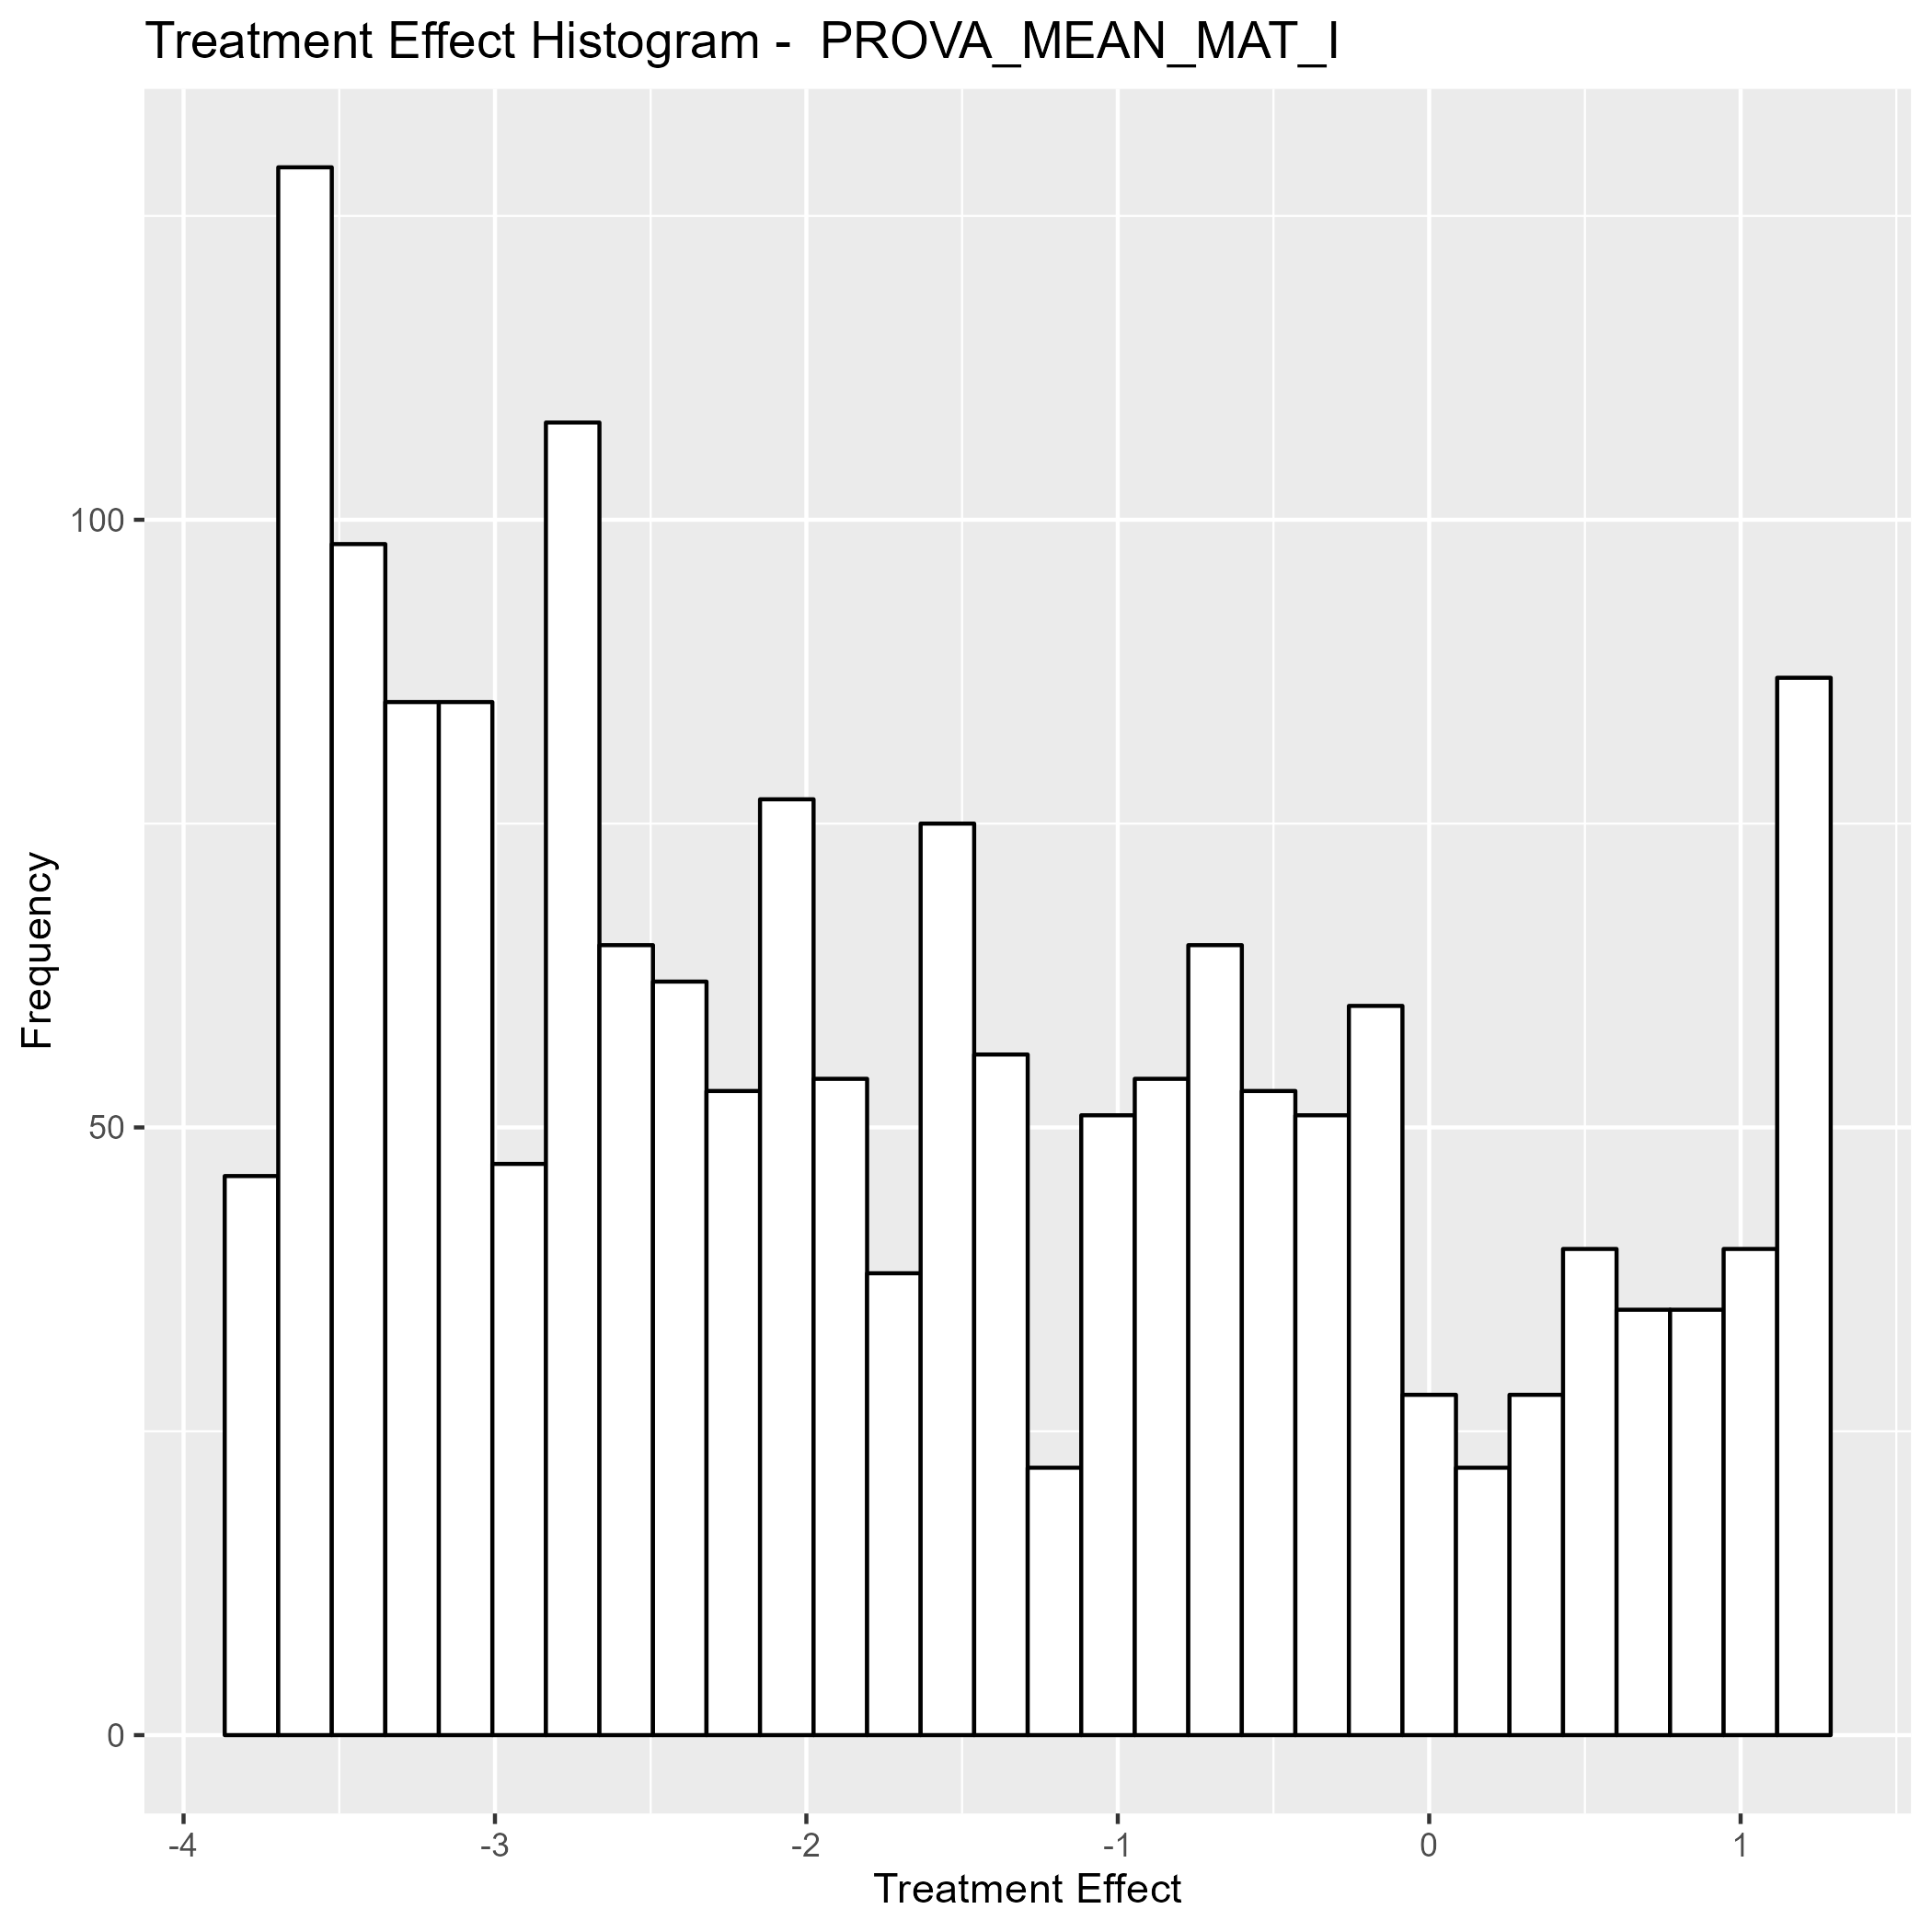 Treatment Effect Histogram -  PROVA_MEAN_MAT_I
Frequency
100
50
0
-4 -3 -2 -1 0 1
Treatment Effect